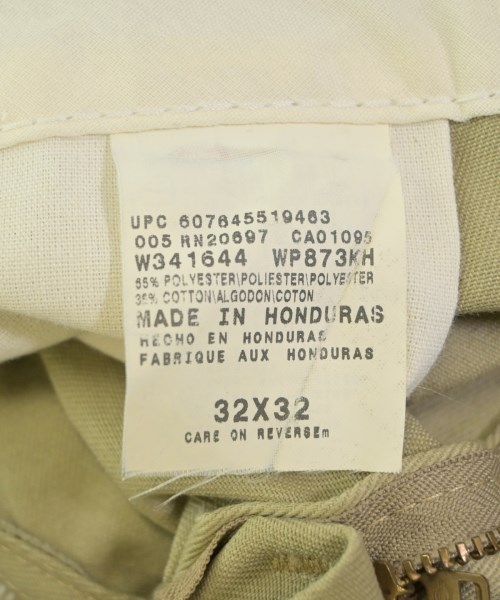 UPC 607645519463
005 RN20697 CA01095
W341644 WP873KH
65% POLYESTER\POLIESTER\POLYESTER
35% COTTON\ALGODON\COTON
MADE IN HONDURAS
HECHO EN HONDURAS
FABRIQUE AUX HONDURAS
32X32
CARE ON REVERSEm